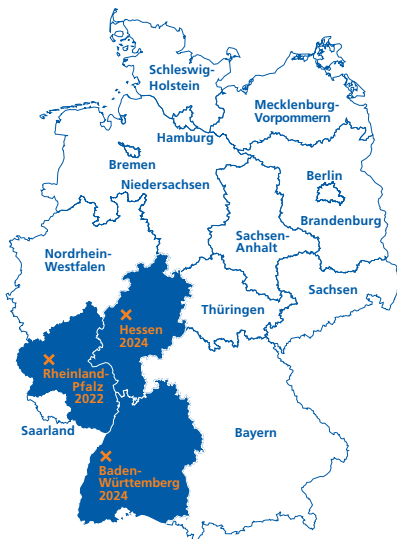 Schleswig-
Holstein
Mecklenburg-
Vorpommern
Hamburg
Bremen
Niedersachsen
Berlin
Brandenburg
Sachsen-
Anhalt
Nordrhein-
Westfalen
Sachsen
Thüringen
Hessen
2024
Rheinland-
Pfalz
2022
Saarland
Bayern
Baden-
Württemberg
2024